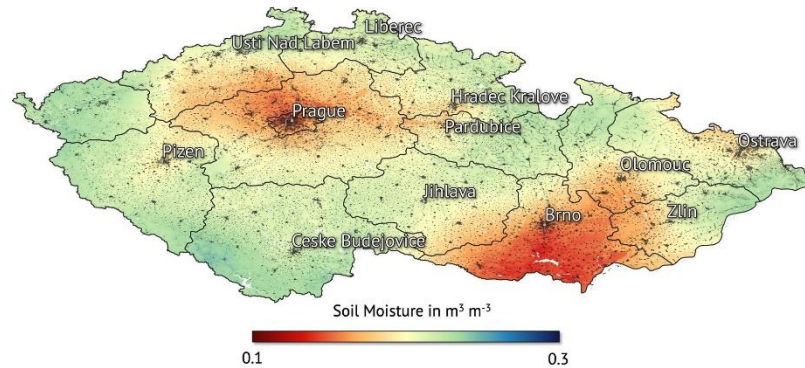 Liberec
Usti Nad Labem
Hradec Kralove
Prague
Pardubice
Ostrava
Plzen
Olomouc
Jihlava
Zlin
Brno
Ceske Budejovice
Soil Moisture in m³ m⁻³
0.1
0.3